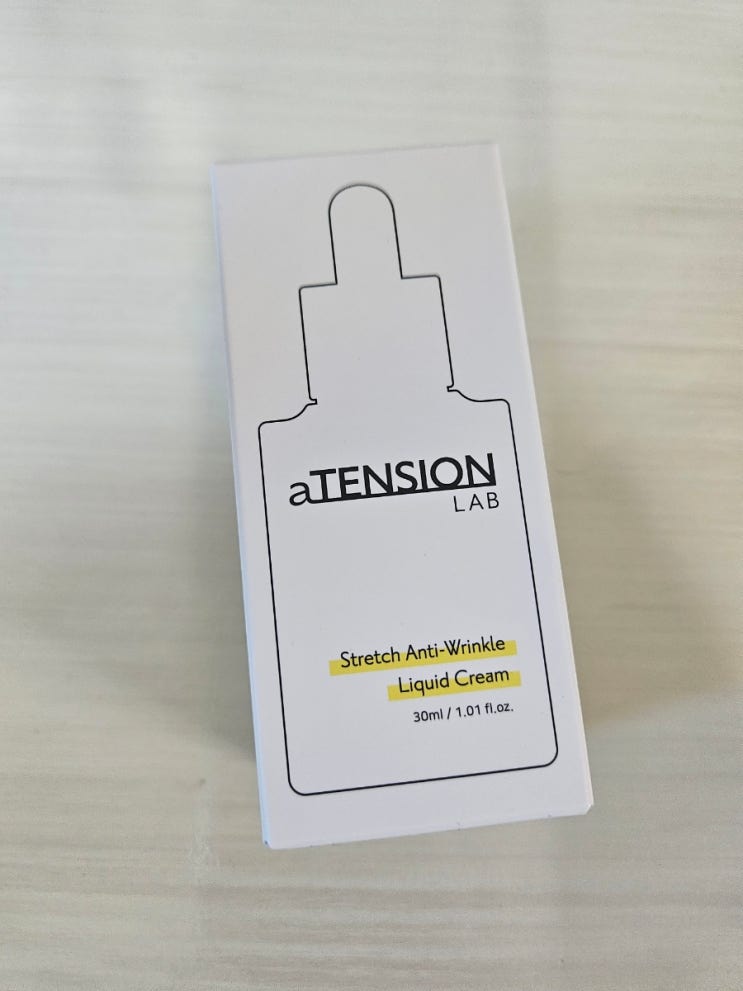 aTENSION
LAB
Stretch Anti-Wrinkle
Liquid Cream
30ml / 1.01 fl.oz.